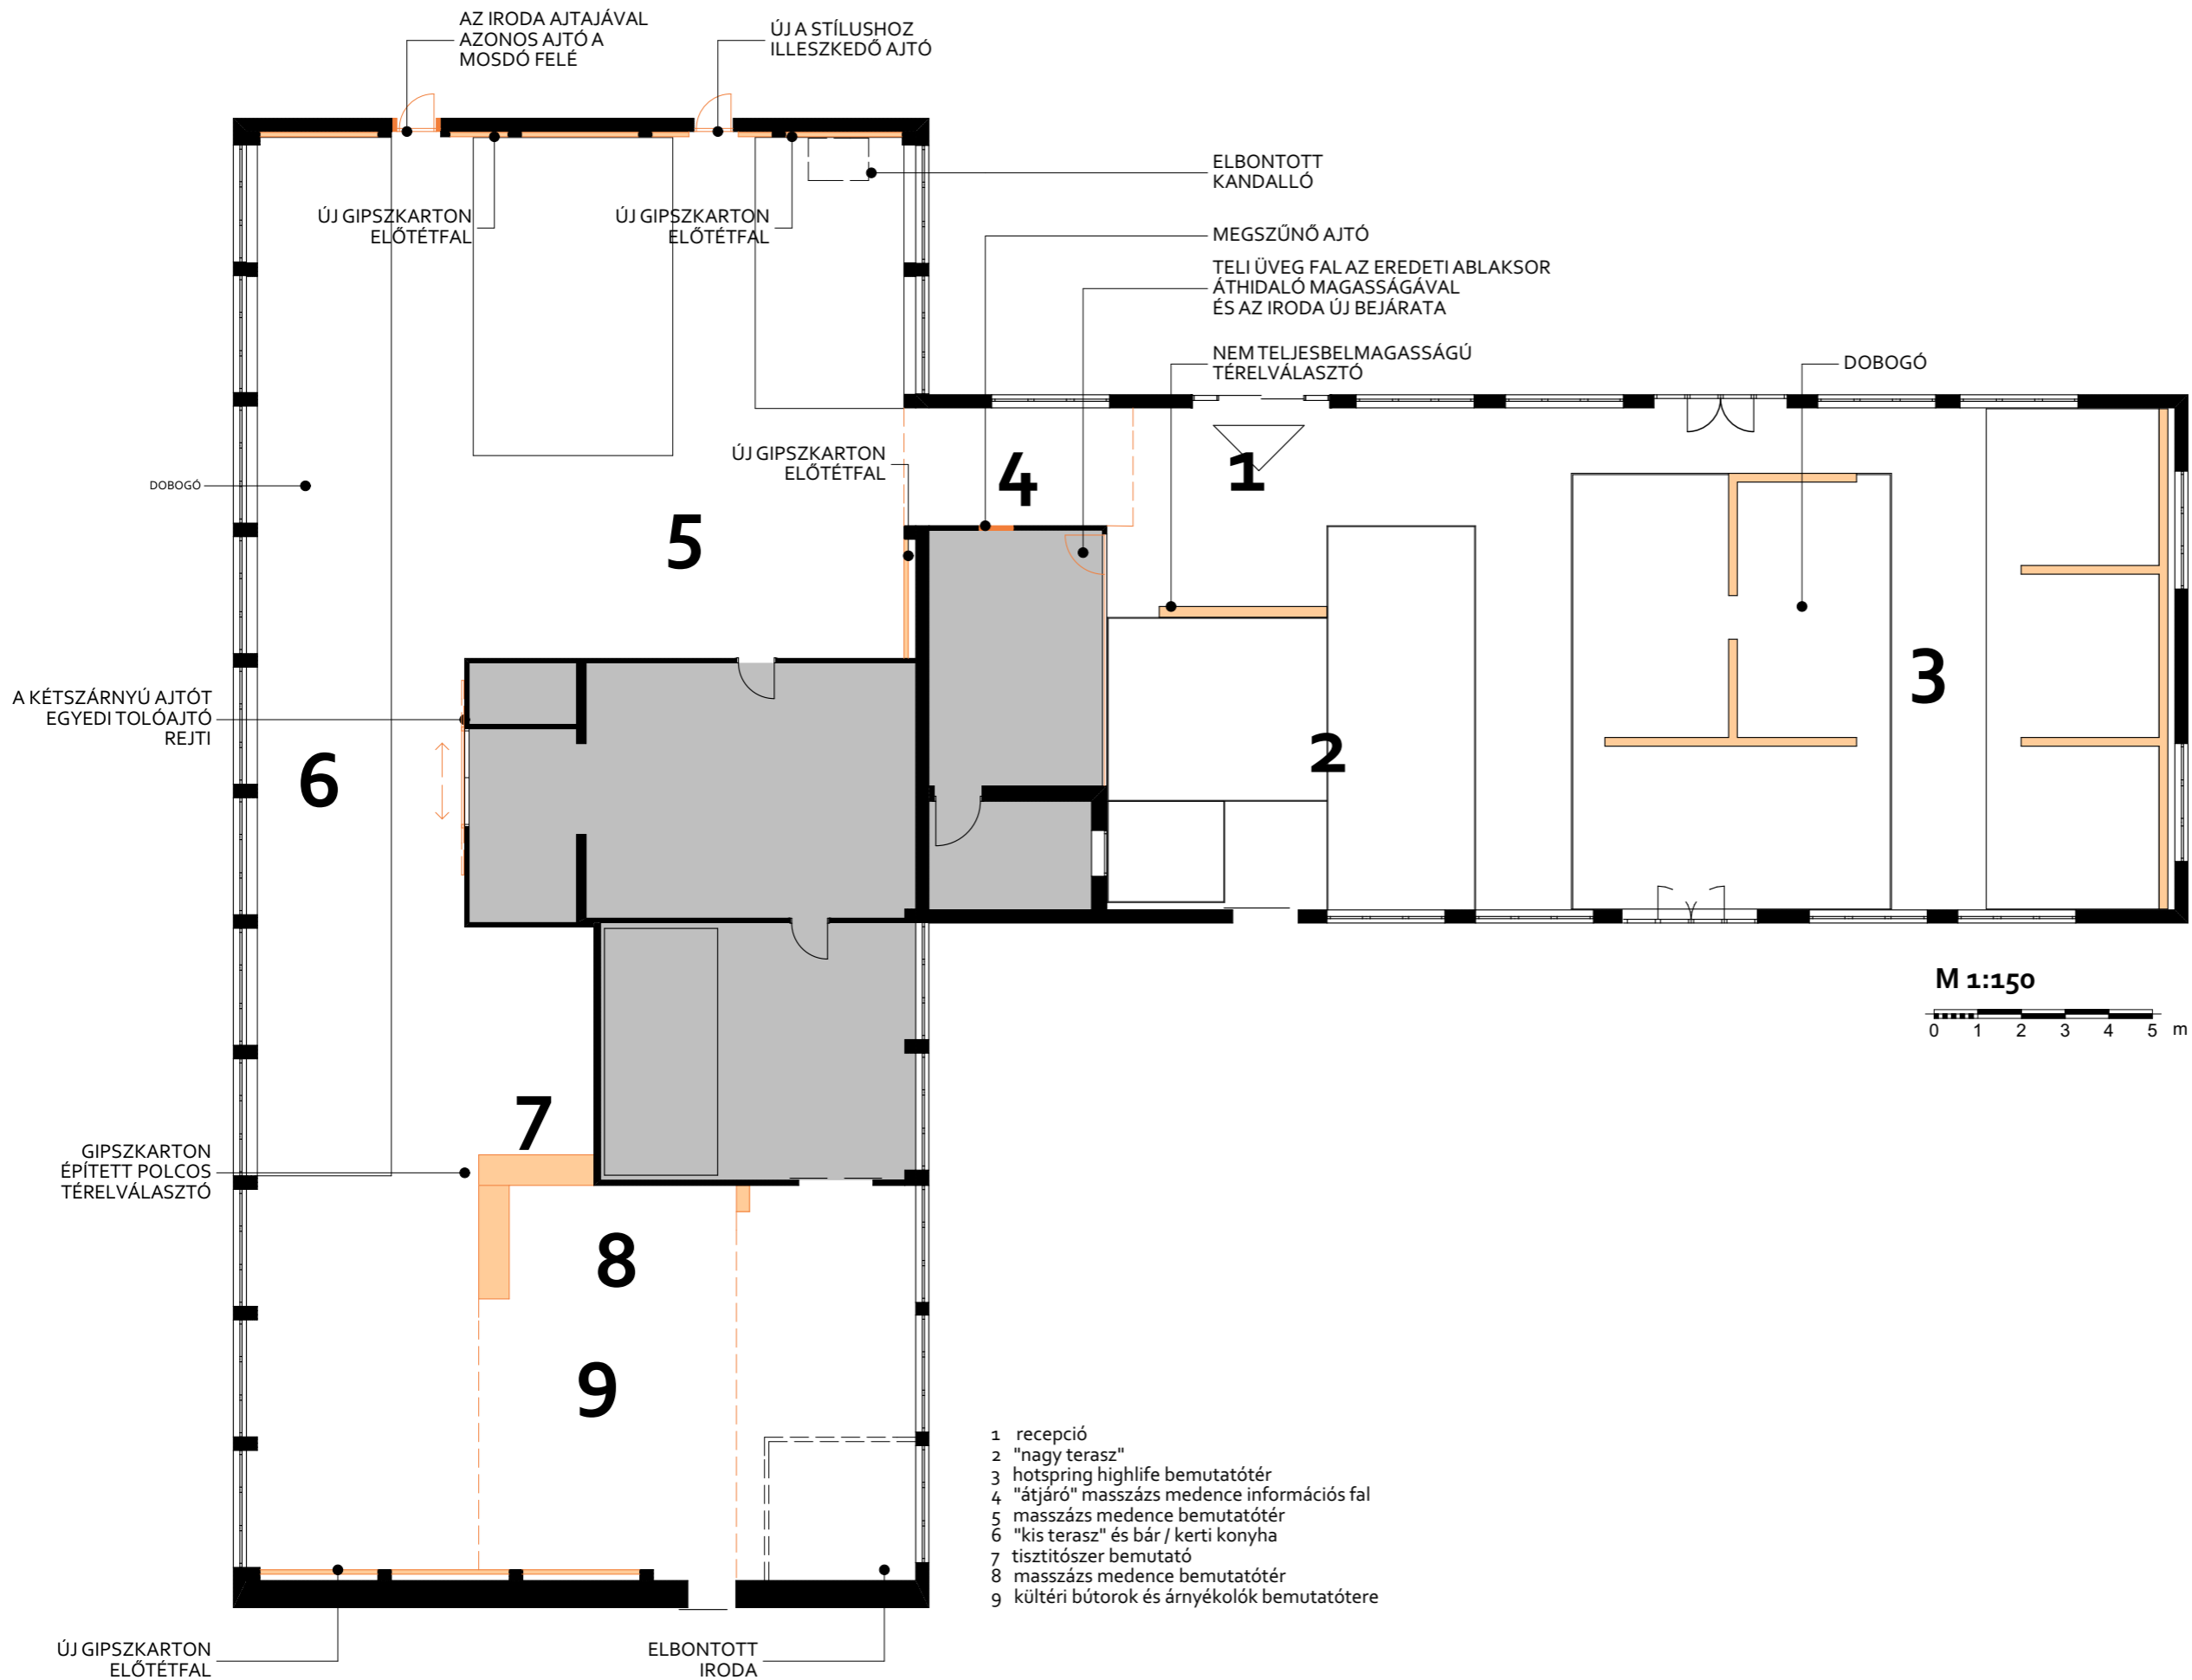 AZ IRODA AJTAJÁVAL
AZONOS AJTÓ A
MOSDÓ FELÉ
ÚJ A STÍLUSHOZ
ILLESZKEDŐ AJTÓ
ELBONTOTT
KANDALLÓ
ÚJ GIPSZKARTON
ELŐTÉTFAL
ÚJ GIPSZKARTON
ELŐTÉTFAL
MEGSZŰNŐ AJTÓ
TELI ÜVEG FAL AZ EREDETI ABLAKSOR
ÁTHIDALÓ MAGASSÁGÁVAL
ÉS AZ IRODA ÚJ BEJÁRATA
NEM TELJESBELMAGASSÁGÚ
TÉRELVÁLASZTÓ
DOBOGÓ
ÚJ GIPSZKARTON
ELŐTÉTFAL
DOBOGÓ
4
1
5
3
A KÉTSZÁRNYÚ AJTÓT
EGYEDI TOLÓAJTÓ
REJTI
6
2
M 1:150
0 1 2 3 4 5 m
7
GIPSZKARTON
ÉPÍTETT POLCOS
TÉRELVÁLASZTÓ
8
9
1 recepció
2 "nagy terasz"
3 hotspring highlife bemutatótér
4 "átjáró" masszázs medence információs fal
5 masszázs medence bemutatótér
6 "kis terasz" és bár / kerti konyha
7 tisztitószer bemutató
8 masszázs medence bemutatótér
9 kültéri bútorok és árnyékolók bemutatótere
ÚJ GIPSZKARTON
ELŐTÉTFAL
ELBONTOTT
IRODA